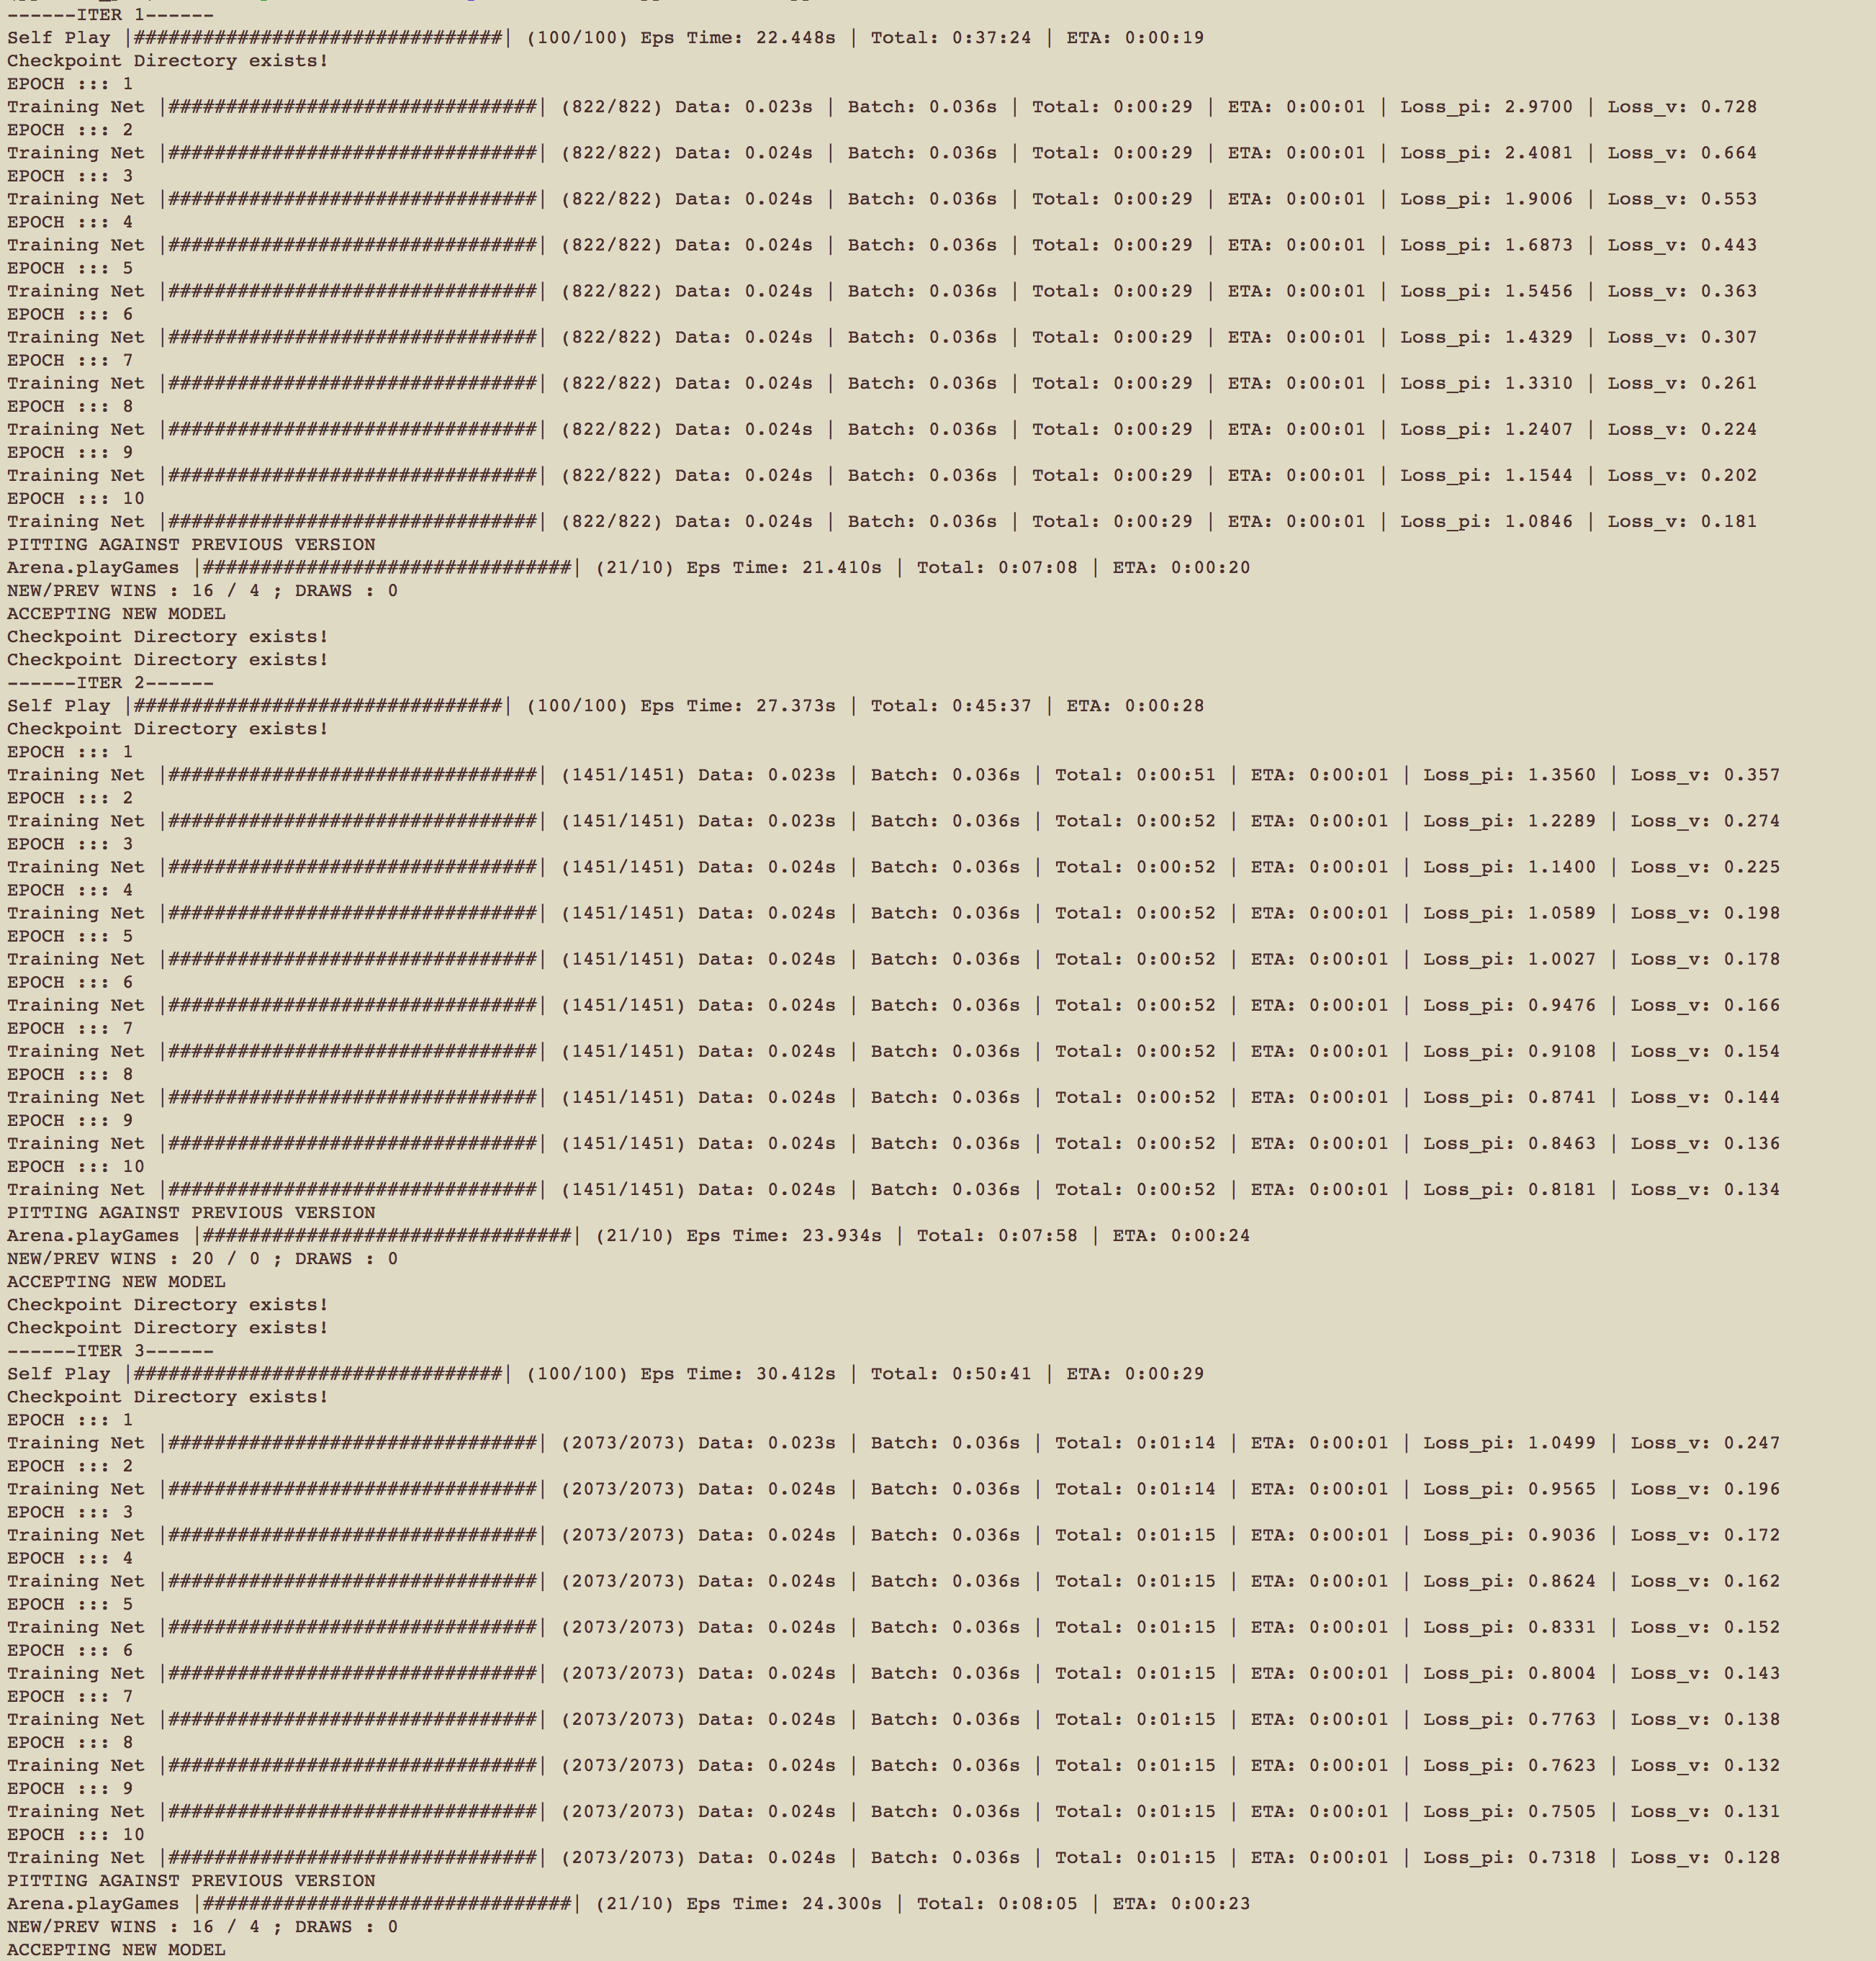 ------ITER 1------
Self Play |################################| (100/100) Eps Time: 22.448s | Total: 0:37:24 | ETA: 0:00:19
Checkpoint Directory exists!
EPOCH ::: 1
Training Net |################################| (822/822) Data: 0.023s | Batch: 0.036s | Total: 0:00:29 | ETA: 0:00:01 | Loss_pi: 2.9700 | Loss_v: 0.728
EPOCH ::: 2
Training Net |################################| (822/822) Data: 0.024s | Batch: 0.036s | Total: 0:00:29 | ETA: 0:00:01 | Loss_pi: 2.4081 | Loss_v: 0.664
EPOCH ::: 3
Training Net |################################| (822/822) Data: 0.024s | Batch: 0.036s | Total: 0:00:29 | ETA: 0:00:01 | Loss_pi: 1.9006 | Loss_v: 0.553
EPOCH ::: 4
Training Net |################################| (822/822) Data: 0.024s | Batch: 0.036s | Total: 0:00:29 | ETA: 0:00:01 | Loss_pi: 1.6873 | Loss_v: 0.443
EPOCH ::: 5
Training Net |################################| (822/822) Data: 0.024s | Batch: 0.036s | Total: 0:00:29 | ETA: 0:00:01 | Loss_pi: 1.5456 | Loss_v: 0.363
EPOCH ::: 6
Training Net |################################| (822/822) Data: 0.024s | Batch: 0.036s | Total: 0:00:29 | ETA: 0:00:01 | Loss_pi: 1.4329 | Loss_v: 0.307
EPOCH ::: 7
Training Net |################################| (822/822) Data: 0.024s | Batch: 0.036s | Total: 0:00:29 | ETA: 0:00:01 | Loss_pi: 1.3310 | Loss_v: 0.261
EPOCH ::: 8
Training Net |################################| (822/822) Data: 0.024s | Batch: 0.036s | Total: 0:00:29 | ETA: 0:00:01 | Loss_pi: 1.2407 | Loss_v: 0.224
EPOCH ::: 9
Training Net |################################| (822/822) Data: 0.024s | Batch: 0.036s | Total: 0:00:29 | ETA: 0:00:01 | Loss_pi: 1.1544 | Loss_v: 0.202
EPOCH ::: 10
Training Net |################################| (822/822) Data: 0.024s | Batch: 0.036s | Total: 0:00:29 | ETA: 0:00:01 | Loss_pi: 1.0846 | Loss_v: 0.181
PITTING AGAINST PREVIOUS VERSION
Arena.playGames |################################| (21/10) Eps Time: 21.410s | Total: 0:07:08 | ETA: 0:00:20
NEW/PREV WINS : 16 / 4 ; DRAWS : 0
ACCEPTING NEW MODEL
Checkpoint Directory exists!
Checkpoint Directory exists!
------ITER 2------
Self Play |################################| (100/100) Eps Time: 27.373s | Total: 0:45:37 | ETA: 0:00:28
Checkpoint Directory exists!
EPOCH ::: 1
Training Net |################################| (1451/1451) Data: 0.023s | Batch: 0.036s | Total: 0:00:51 | ETA: 0:00:01 | Loss_pi: 1.3560 | Loss_v: 0.357
EPOCH ::: 2
Training Net |################################| (1451/1451) Data: 0.023s | Batch: 0.036s | Total: 0:00:52 | ETA: 0:00:01 | Loss_pi: 1.2289 | Loss_v: 0.274
EPOCH ::: 3
Training Net |################################| (1451/1451) Data: 0.024s | Batch: 0.036s | Total: 0:00:52 | ETA: 0:00:01 | Loss_pi: 1.1400 | Loss_v: 0.225
EPOCH ::: 4
Training Net |################################| (1451/1451) Data: 0.024s | Batch: 0.036s | Total: 0:00:52 | ETA: 0:00:01 | Loss_pi: 1.0589 | Loss_v: 0.198
EPOCH ::: 5
Training Net |################################| (1451/1451) Data: 0.024s | Batch: 0.036s | Total: 0:00:52 | ETA: 0:00:01 | Loss_pi: 1.0027 | Loss_v: 0.178
EPOCH ::: 6
Training Net |################################| (1451/1451) Data: 0.024s | Batch: 0.036s | Total: 0:00:52 | ETA: 0:00:01 | Loss_pi: 0.9476 | Loss_v: 0.166
EPOCH ::: 7
Training Net |################################| (1451/1451) Data: 0.024s | Batch: 0.036s | Total: 0:00:52 | ETA: 0:00:01 | Loss_pi: 0.9108 | Loss_v: 0.154
EPOCH ::: 8
Training Net |################################| (1451/1451) Data: 0.024s | Batch: 0.036s | Total: 0:00:52 | ETA: 0:00:01 | Loss_pi: 0.8741 | Loss_v: 0.144
EPOCH ::: 9
Training Net |################################| (1451/1451) Data: 0.024s | Batch: 0.036s | Total: 0:00:52 | ETA: 0:00:01 | Loss_pi: 0.8463 | Loss_v: 0.136
EPOCH ::: 10
Training Net |################################| (1451/1451) Data: 0.024s | Batch: 0.036s | Total: 0:00:52 | ETA: 0:00:01 | Loss_pi: 0.8181 | Loss_v: 0.134
PITTING AGAINST PREVIOUS VERSION
Arena.playGames |################################| (21/10) Eps Time: 23.934s | Total: 0:07:58 | ETA: 0:00:24
NEW/PREV WINS : 20 / 0 ; DRAWS : 0
ACCEPTING NEW MODEL
Checkpoint Directory exists!
Checkpoint Directory exists!
------ITER 3------
Self Play |################################| (100/100) Eps Time: 30.412s | Total: 0:50:41 | ETA: 0:00:29
Checkpoint Directory exists!
EPOCH ::: 1
Training Net |################################| (2073/2073) Data: 0.023s | Batch: 0.036s | Total: 0:01:14 | ETA: 0:00:01 | Loss_pi: 1.0499 | Loss_v: 0.247
EPOCH ::: 2
Training Net |################################| (2073/2073) Data: 0.024s | Batch: 0.036s | Total: 0:01:14 | ETA: 0:00:01 | Loss_pi: 0.9565 | Loss_v: 0.196
EPOCH ::: 3
Training Net |################################| (2073/2073) Data: 0.024s | Batch: 0.036s | Total: 0:01:15 | ETA: 0:00:01 | Loss_pi: 0.9036 | Loss_v: 0.172
EPOCH ::: 4
Training Net |################################| (2073/2073) Data: 0.024s | Batch: 0.036s | Total: 0:01:15 | ETA: 0:00:01 | Loss_pi: 0.8624 | Loss_v: 0.162
EPOCH ::: 5
Training Net |################################| (2073/2073) Data: 0.024s | Batch: 0.036s | Total: 0:01:15 | ETA: 0:00:01 | Loss_pi: 0.8331 | Loss_v: 0.152
EPOCH ::: 6
Training Net |################################| (2073/2073) Data: 0.024s | Batch: 0.036s | Total: 0:01:15 | ETA: 0:00:01 | Loss_pi: 0.8004 | Loss_v: 0.143
EPOCH ::: 7
Training Net |################################| (2073/2073) Data: 0.024s | Batch: 0.036s | Total: 0:01:15 | ETA: 0:00:01 | Loss_pi: 0.7763 | Loss_v: 0.138
EPOCH ::: 8
Training Net |################################| (2073/2073) Data: 0.024s | Batch: 0.036s | Total: 0:01:15 | ETA: 0:00:01 | Loss_pi: 0.7623 | Loss_v: 0.132
EPOCH ::: 9
Training Net |################################| (2073/2073) Data: 0.024s | Batch: 0.036s | Total: 0:01:15 | ETA: 0:00:01 | Loss_pi: 0.7505 | Loss_v: 0.131
EPOCH ::: 10
Training Net |################################| (2073/2073) Data: 0.024s | Batch: 0.036s | Total: 0:01:15 | ETA: 0:00:01 | Loss_pi: 0.7318 | Loss_v: 0.128
PITTING AGAINST PREVIOUS VERSION
Arena.playGames |################################| (21/10) Eps Time: 24.300s | Total: 0:08:05 | ETA: 0:00:23
NEW/PREV WINS : 16 / 4 ; DRAWS : 0
ACCEPTING NEW MODEL